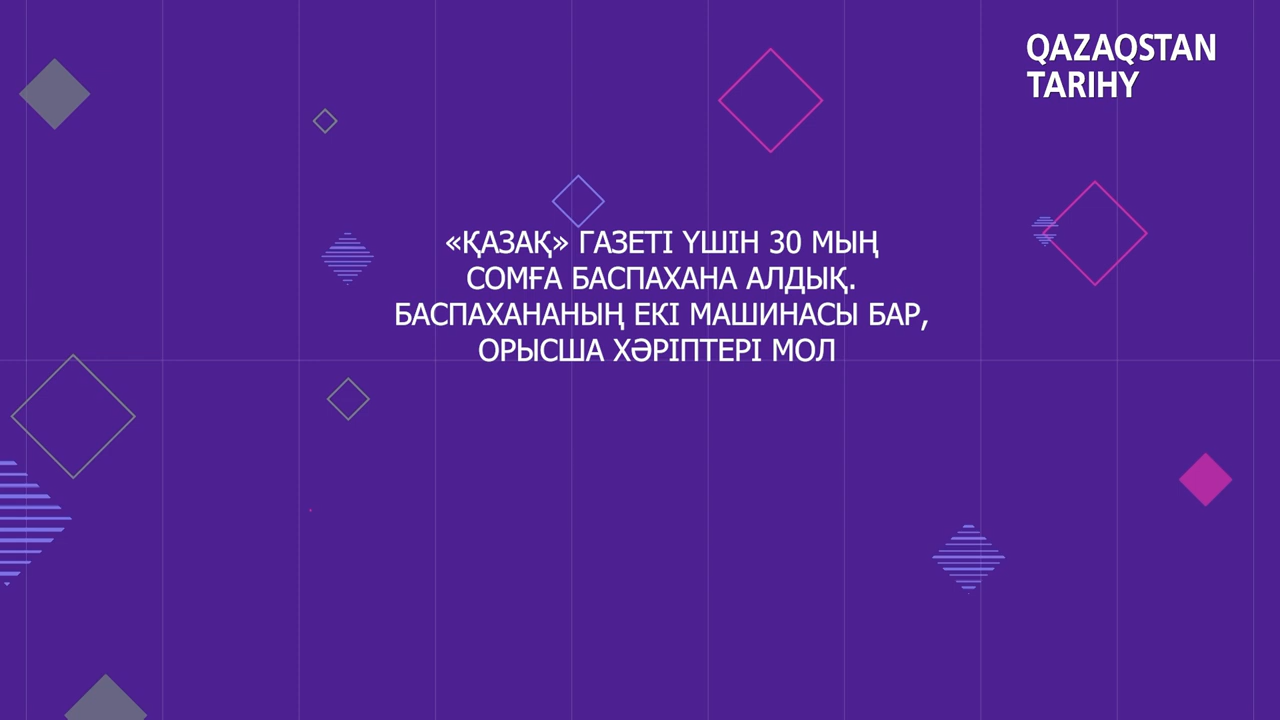 QAZAQSTAN
TARIHY
«ҚАЗАҚ» ГАЗЕТІ ҮШІН 30 МЫҢ
СОМҒА БАСПАХАНА АЛДЫҚ.
БАСПАХАНАНЫҢ ЕКІ МАШИНАСЫ БАР,
ОРЫСША ХӘРІПТЕРІ МОЛ